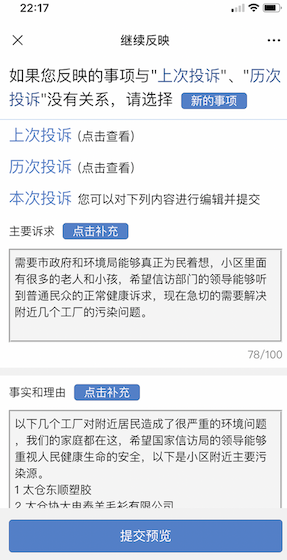 22:17
继续反映
如果您反映的事项与"上次投诉"、"历次
投诉"没有关系，请选择 新的事项
上次投诉 (点击查看)
历次投诉 (点击查看)
本次投诉 您可以对下列内容进行编辑并提交
主要诉求 点击补充
需要市政府和环境局能够真正为民着想，小区里面
有很多的老人和小孩，希望信访部门的领导能够听
到普通民众的正常健康诉求，现在急切的需要解决
附近几个工厂的污染问题。
78/100
事实和理由 点击补充
以下几个工厂对附近居民造成了很严重的环境问题
，我们的家庭都在这，希望国家信访局的领导能够
重视人民健康生命的安全，以下是小区附近主要污
染源。
1 太仓东顺塑胶
2 太仓协大申泰羊毛衫有限公司
提交预览